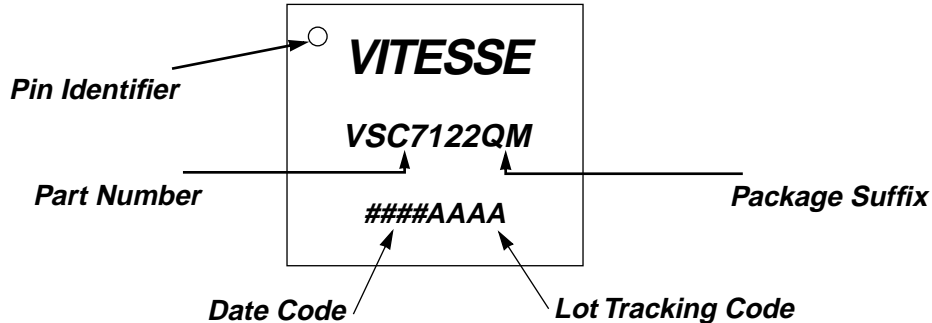 VITESSE
Pin Identifier
VSC7122QM
Part Number
Package Suffix
####AAAA
Date Code
Lot Tracking Code